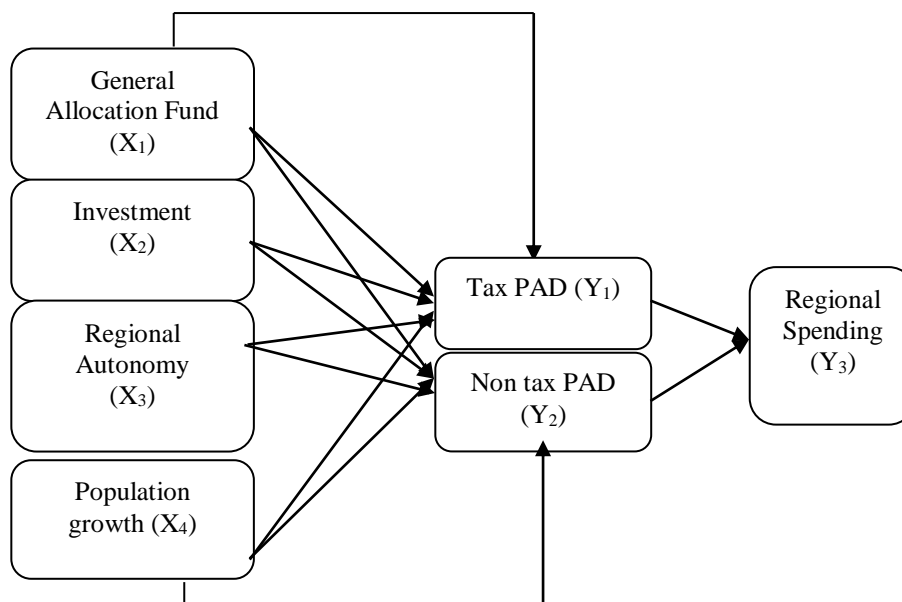 General
Allocation Fund
(X₁)
Investment
(X₂)
Regional
Autonomy
(X₃)
Population
growth (X₄)
Tax PAD (Y₁)
Non tax PAD
(Y₂)
Regional
Spending
(Y₃)